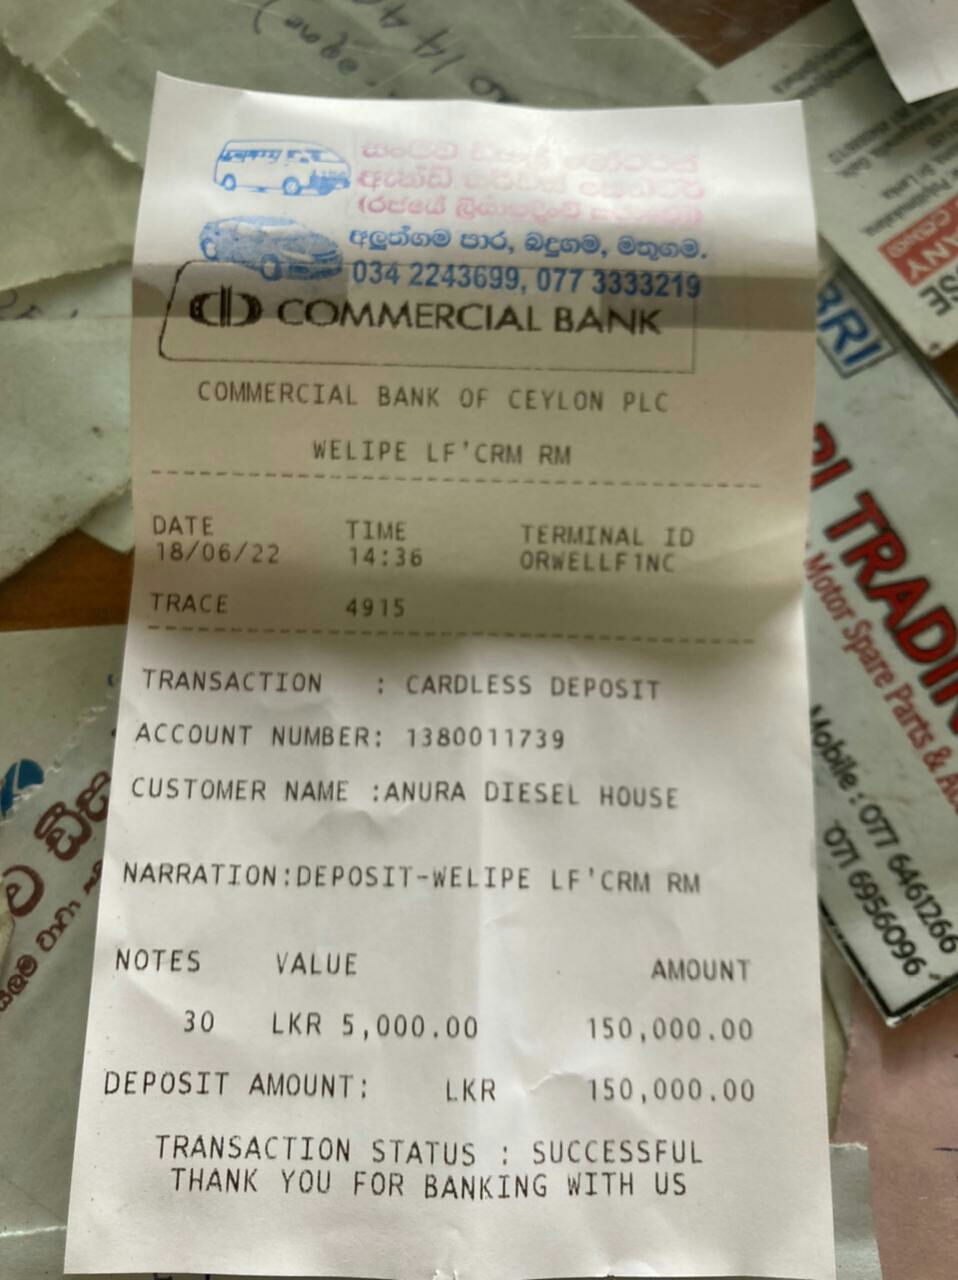 අලුත්ගම පාර, බදුගම, මතුගම.
034 2243699, 077 3333219
COMMERCIAL BANK
COMMERCIAL BANK OF CEYLON PLC
WELIPE LF'CRM RM
DATE TIME TERMINAL ID
18/06/22 14:36 ORWELLF1NC
TRACE 4915
TRANSACTION : CARDLESS DEPOSIT
ACCOUNT NUMBER: 1380011739
CUSTOMER NAME :ANURA DIESEL HOUSE
NARRATION:DEPOSIT-WELIPE LF'CRM RM
NOTES VALUE AMOUNT
30 LKR 5,000.00 150,000.00
DEPOSIT AMOUNT: LKR 150,000.00
TRANSACTION STATUS : SUCCESSFUL
THANK YOU FOR BANKING WITH US
BRI
Motor Spare Parts &
Mobile : 077 6461266
071 6956096